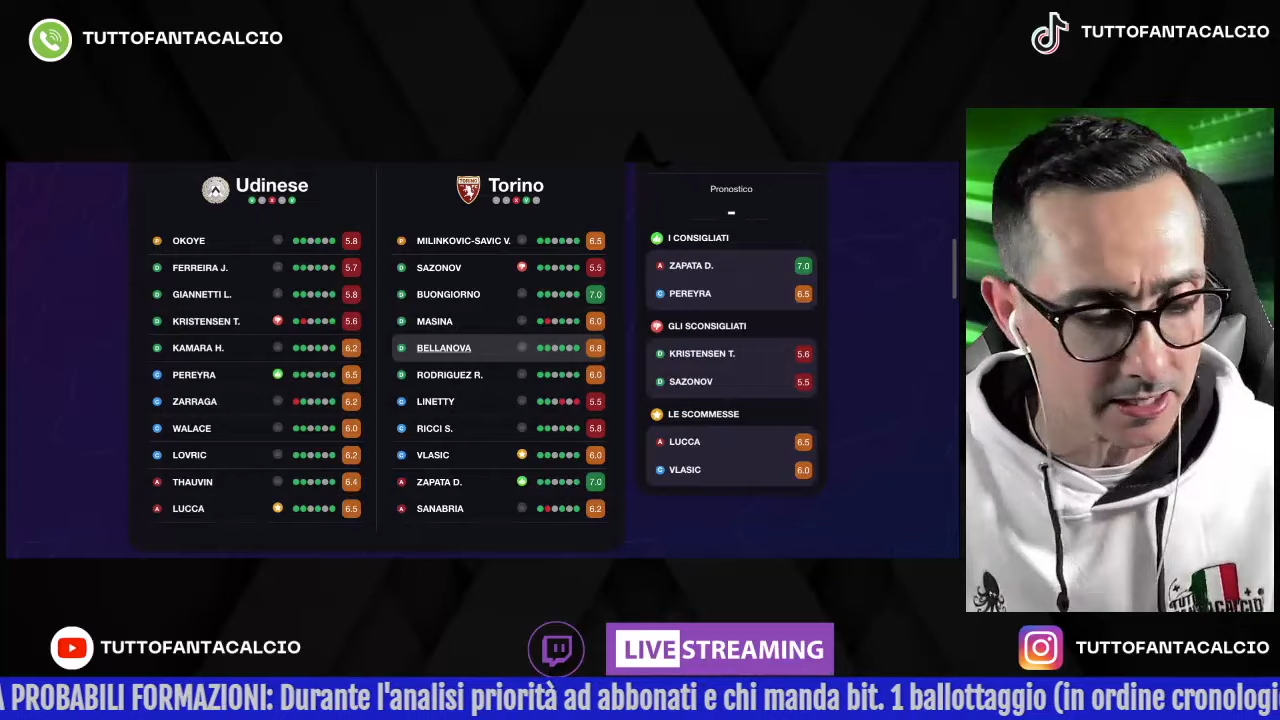 TUTTOFANTACALCIO
TUTTOFANTACALCIO
Udinese
OKOYE 5.8
FERREIRA J. 5.7
GIANNETTI L. 5.8
KRISTENSEN T. 5.6
KAMARA H. 6.2
PEREYRA 6.5
ZARRAGA 6.2
WALACE 6.0
LOVRIC 6.2
THAUVIN 6.4
LUCCA 6.5
Torino
MILINKOVIC-SAVIC V. 6.5
SAZONOV 5.5
BUONGIORNO 7.0
MASINA 6.0
BELLANOVA 6.8
RODRIGUEZ R. 6.0
LINETTY 5.5
RICCI S. 5.8
VLASIC 6.0
ZAPATA D. 7.0
SANABRIA 6.2
Pronostico
-
I CONSIGLIATI
A ZAPATA D. 7.0
C PEREYRA 6.5
GLI SCONSIGLIATI
D KRISTENSEN T. 5.6
D SAZONOV 5.5
LE SCOMMESSE
A LUCCA 6.5
C VLASIC 6.0
TUTTOFANTACALCIO
LIVE STREAMING
TUTTOFANTACALCIO
A PROBABILI FORMAZIONI: Durante l'analisi priorità ad abbonati e chi manda bit. 1 ballottaggio (in ordine cronologi